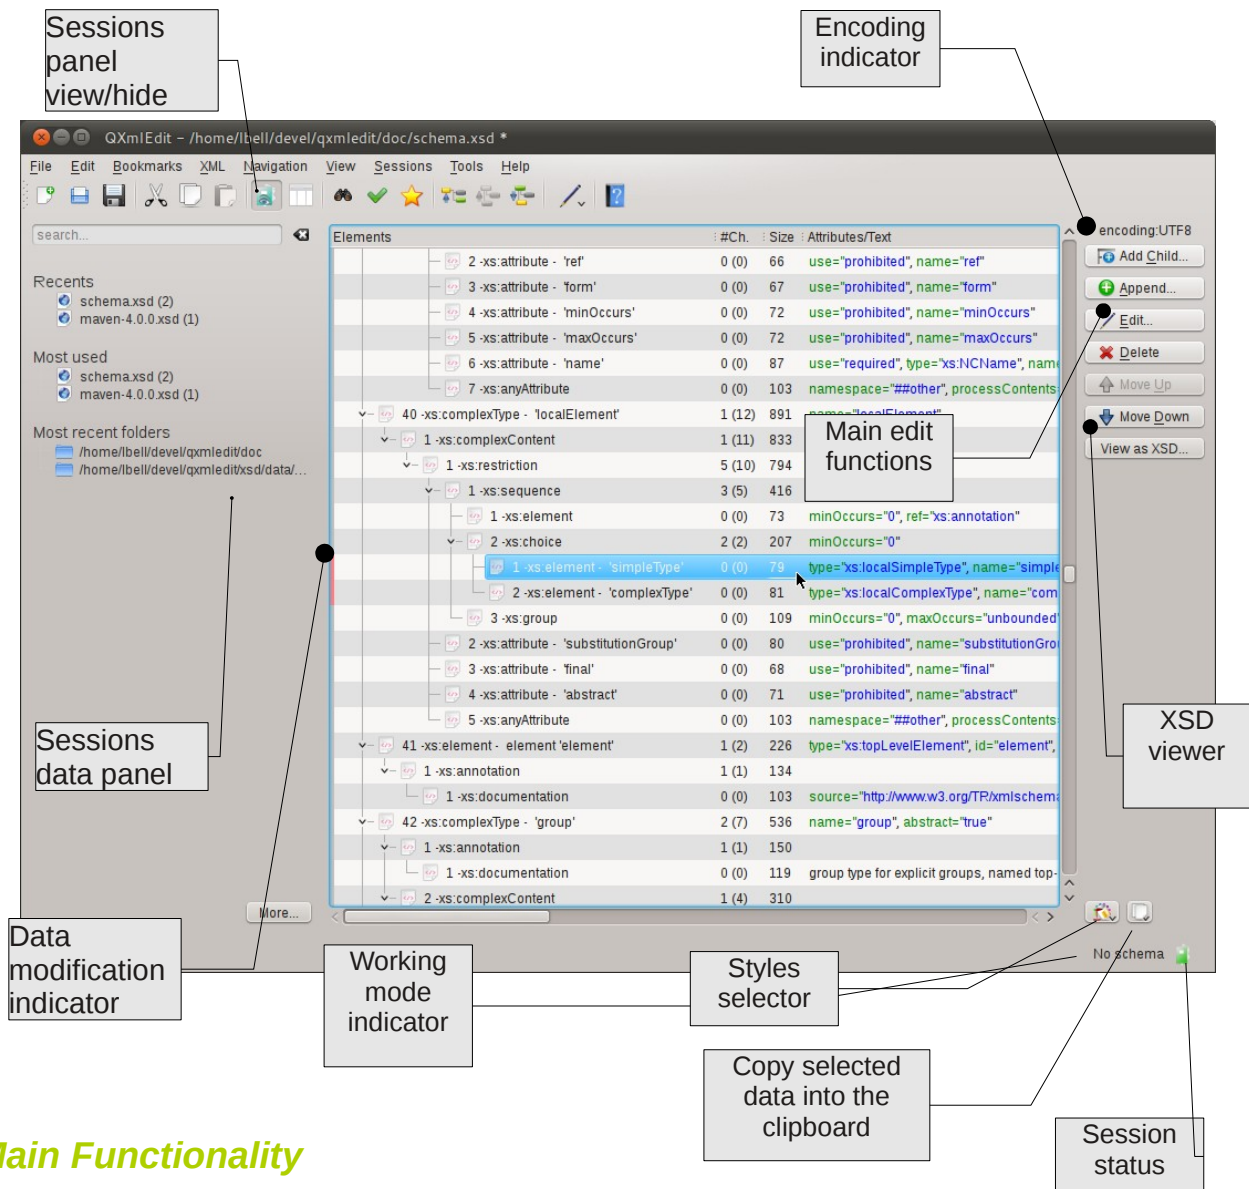 Sessions
panel
view/hide
Encoding
indicator
QXmlEdit – /home/lbell/devel/qxmledit/doc/schema.xsd *
File Edit Bookmarks XML Navigation View Sessions Tools Help
search...
Recents
schema.xsd (2)
maven-4.0.0.xsd (1)
Most used
schema.xsd (2)
maven-4.0.0.xsd (1)
Most recent folders
/home/lbell/devel/qxmledit/doc
/home/lbell/devel/qxmledit/xsd/data/...
More...
Elements #Ch. Size Attributes/Text
2 -xs:attribute - 'ref' 0 (0) 66 use="prohibited", name="ref"
3 -xs:attribute - 'form' 0 (0) 67 use="prohibited", name="form"
4 -xs:attribute - 'minOccurs' 0 (0) 72 use="prohibited", name="minOccurs"
5 -xs:attribute - 'maxOccurs' 0 (0) 72 use="prohibited", name="maxOccurs"
6 -xs:attribute - 'name' 0 (0) 87 use="required", type="xs:NCName", name
7 -xs:anyAttribute 0 (0) 103 namespace="##other", processContents
40 -xs:complexType - 'localElement' 1 (12) 891 name="localElement"
1 -xs:complexContent 1 (11) 833
1 -xs:restriction 5 (10) 794
1 -xs:sequence 3 (5) 416
1 -xs:element 0 (0) 73 minOccurs="0", ref="xs:annotation"
2 -xs:choice 2 (2) 207 minOccurs="0"
1 -xs:element - 'simpleType' 0 (0) 79 type="xs:localSimpleType", name="simple
2 -xs:element - 'complexType' 0 (0) 81 type="xs:localComplexType", name="com
3 -xs:group 0 (0) 109 minOccurs="0", maxOccurs="unbounded"
2 -xs:attribute - 'substitutionGroup' 0 (0) 80 use="prohibited", name="substitutionGro
3 -xs:attribute - 'final' 0 (0) 68 use="prohibited", name="final"
4 -xs:attribute - 'abstract' 0 (0) 71 use="prohibited", name="abstract"
5 -xs:anyAttribute 0 (0) 103 namespace="##other", processContents
41 -xs:element - element 'element' 1 (2) 226 type="xs:topLevelElement", id="element",
1 -xs:annotation 1 (1) 134
1 -xs:documentation 0 (0) 103 source="http://www.w3.org/TR/xmlschema
42 -xs:complexType - 'group' 2 (7) 536 name="group", abstract="true"
1 -xs:annotation 1 (1) 150
1 -xs:documentation 0 (0) 119 group type for explicit groups, named top-
2 -xs:complexContent 1 (4) 310
encoding:UTF8
Add Child...
Append...
Edit...
Delete
Move Up
Move Down
View as XSD...
No schema
Main edit
functions
XSD
viewer
Sessions
data panel
Data
modification
indicator
Working
mode
indicator
Styles
selector
Copy selected
data into the
clipboard
Session
status
Main Functionality